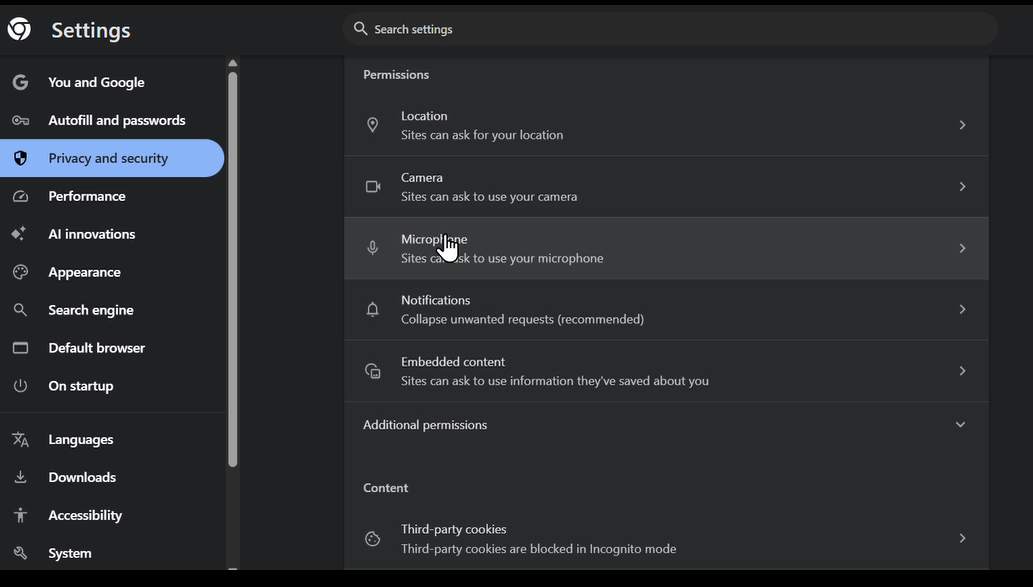 Settings
Search settings
You and Google
Autofill and passwords
Privacy and security
Performance
AI innovations
Appearance
Search engine
Default browser
On startup
Languages
Downloads
Accessibility
System
Permissions
Location
Sites can ask for your location
Camera
Sites can ask to use your camera
Microphone
Sites can ask to use your microphone
Notifications
Collapse unwanted requests (recommended)
Embedded content
Sites can ask to use information they've saved about you
Additional permissions
Content
Third-party cookies
Third-party cookies are blocked in Incognito mode